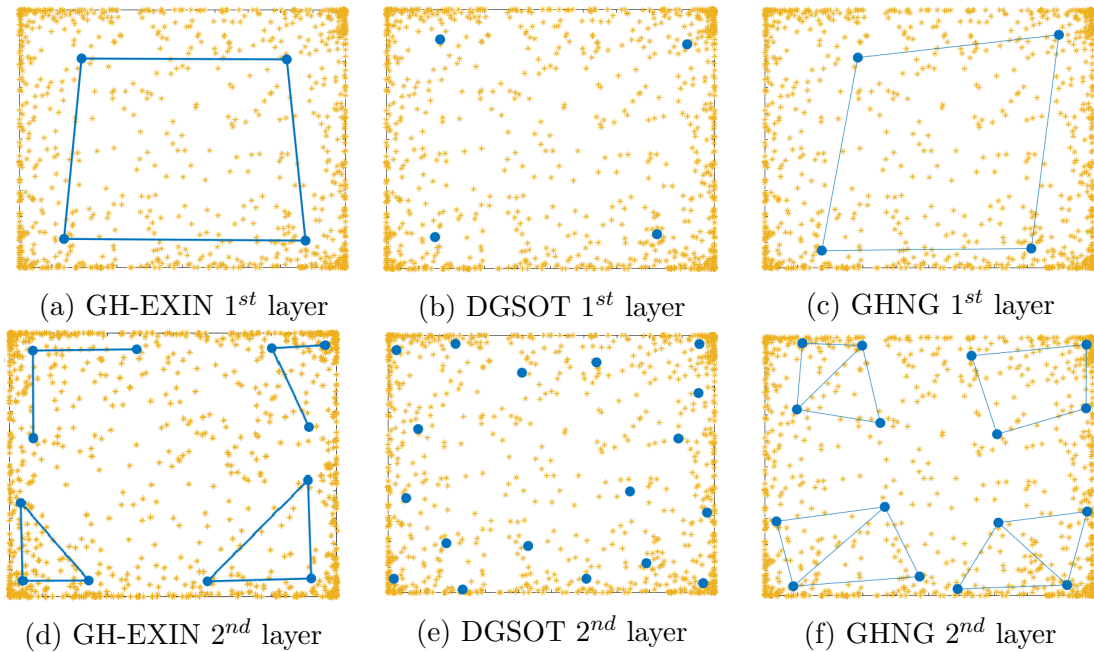 (a) GH-EXIN 1st layer
(b) DGSOT 1st layer
(c) GHNG 1st layer
(d) GH-EXIN 2nd layer
(e) DGSOT 2nd layer
(f) GHNG 2nd layer